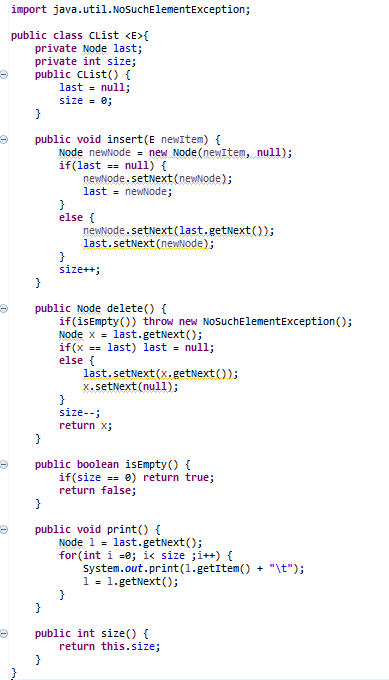 import java.util.NoSuchElementException;
public class CList <E>{
    private Node last;
    private int size;
    public CList() {
        last = null;
        size = 0;
    }
    public void insert(E newItem) {
        Node newNode = new Node(newItem, null);
        if(last == null) {
            newNode.setNext(newNode);
            last = newNode;
        }
        else {
            newNode.setNext(last.getNext());
            last.setNext(newNode);
        }
        size++;
    }
    public Node delete() {
        if(isEmpty()) throw new NoSuchElementException();
        Node x = last.getNext();
        if(x == last) last = null;
        else {
            last.setNext(x.getNext());
            x.setNext(null);
        }
        size--;
        return x;
    }
    public boolean isEmpty() {
        if(size == 0) return true;
        return false;
    }
    public void print() {
        Node l = last.getNext();
        for(int i =0; i< size ;i++) {
            System.out.print(l.getItem() + "\t");
            l = l.getNext();
        }
    }
    public int size() {
        return this.size;
    }
}